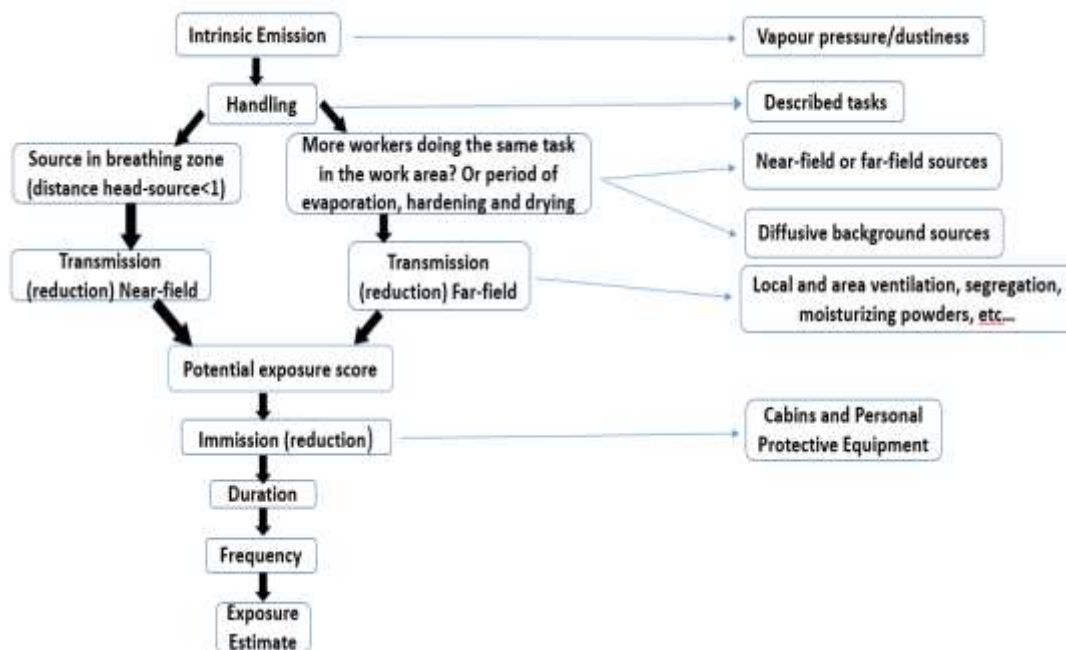 Intrinsic Emission
Vapour pressure/dustiness
Handling
Described tasks
Source in breathing zone
(distance head-source<1)
More workers doing the same task
in the work area? Or period of
evaporation, hardening and drying
Near-field or far-field sources
Diffusive background sources
Transmission
(reduction) Near-field
Transmission
(reduction) Far-field
Local and area ventilation, segregation,
moisturizing powders, etc...
Potential exposure score
Immission (reduction)
Cabins and Personal
Protective Equipment
Duration
Frequency
Exposure
Estimate